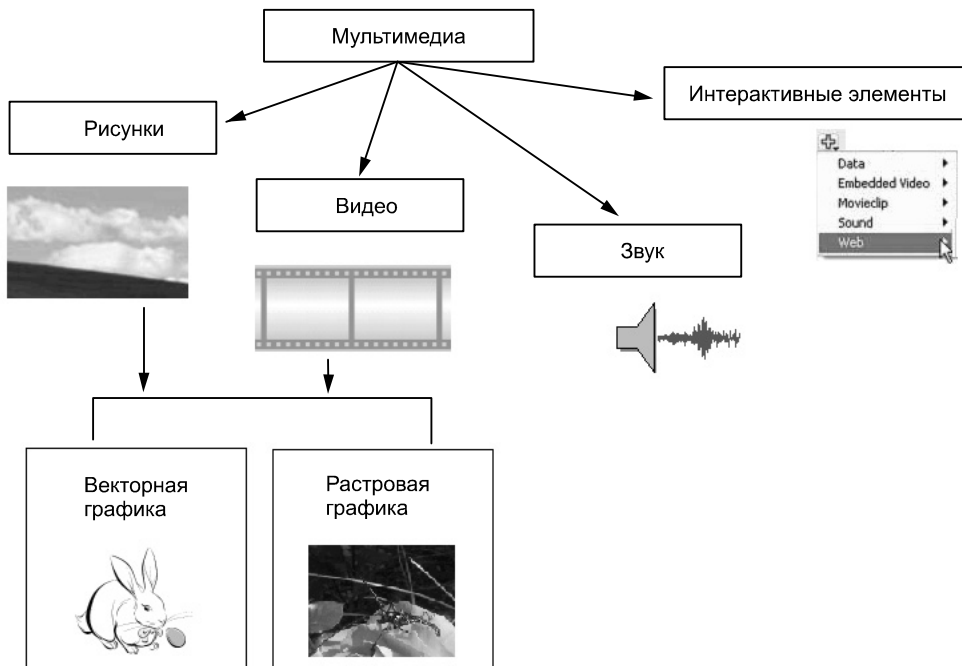 Мультимедиа
Рисунки
Видео
Звук
Интерактивные элементы
Data
Embedded Video
Movieclip
Sound
Web
Векторная
графика
Растровая
графика